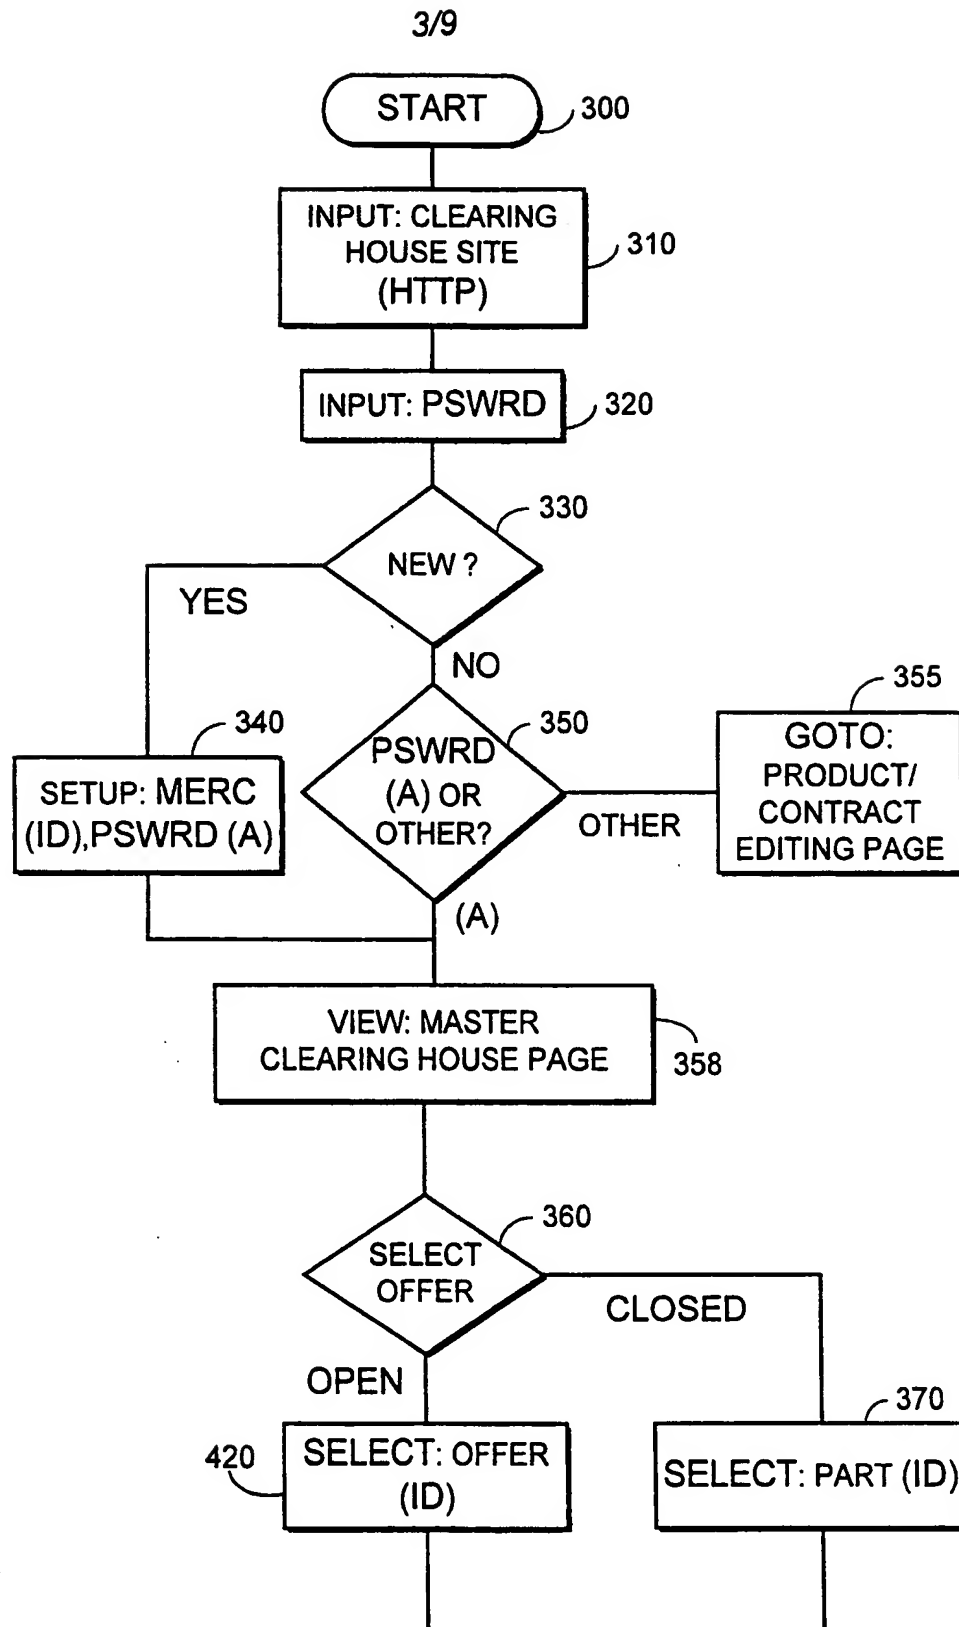 3/9
START
300
INPUT: CLEARING
HOUSE SITE
(HTTP)
310
INPUT: PSWRD
320
330
NEW ?
YES
NO
340
SETUP: MERC
(ID),PSWRD (A)
350
PSWRD
(A) OR
OTHER?
OTHER
355
GOTO:
PRODUCT/
CONTRACT
EDITING PAGE
(A)
VIEW: MASTER
CLEARING HOUSE PAGE
358
360
SELECT
OFFER
CLOSED
OPEN
420
SELECT: OFFER
(ID)
370
SELECT: PART (ID)